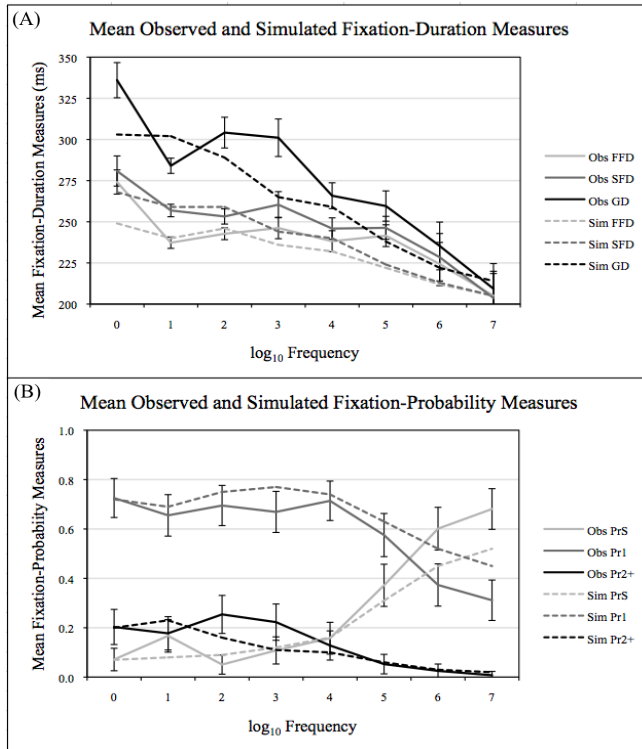 (A)
Mean Observed and Simulated Fixation-Duration Measures
Mean Fixation-Duration Measures (ms)
350
325
300
275
250
225
200
0 1 2 3 4 5 6 7
log10 Frequency
Obs FFD
Obs SFD
Obs GD
Sim FFD
Sim SFD
Sim GD
(B)
Mean Observed and Simulated Fixation-Probability Measures
Mean Fixation-Probability Measures
1.0
0.8
0.6
0.4
0.2
0.0
0 1 2 3 4 5 6 7
log10 Frequency
Obs PrS
Obs Pr1
Obs Pr2+
Sim PrS
Sim Pr1
Sim Pr2+